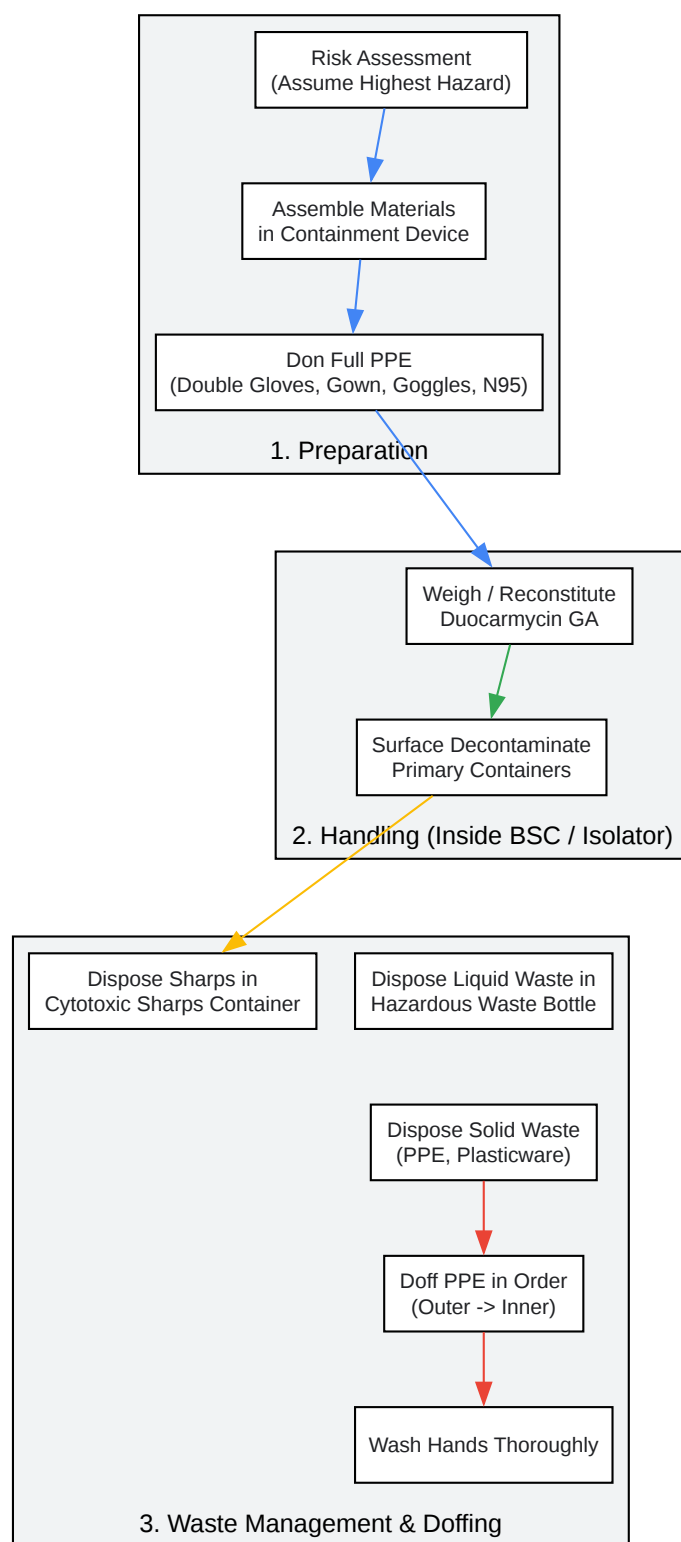 Risk Assessment
(Assume Highest Hazard)
Assemble Materials
in Containment Device
Don Full PPE
(Double Gloves, Gown, Goggles, N95)
1. Preparation
Weigh / Reconstitute
Duocarmycin GA
Surface Decontaminate
Primary Containers
2. Handling (Inside BSC / Isolator)
Dispose Sharps in
Cytotoxic Sharps Container
Dispose Liquid Waste in
Hazardous Waste Bottle
Dispose Solid Waste
(PPE, Plasticware)
Doff PPE in Order
(Outer -> Inner)
Wash Hands Thoroughly
3. Waste Management & Doffing